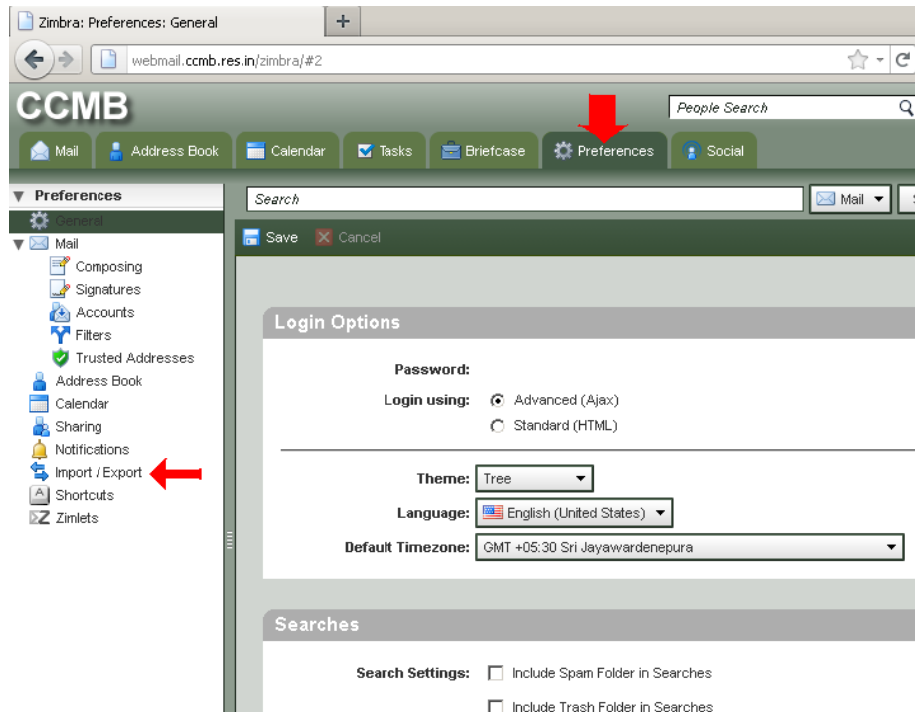 Zimbra: Preferences: General
webmail.ccmb.res.in/zimbra/#2
CCMB
People Search
Mail
Address Book
Calendar
Tasks
Briefcase
Preferences
Social
Preferences
General
Mail
Composing
Signatures
Accounts
Filters
Trusted Addresses
Address Book
Calendar
Sharing
Notifications
Import / Export
Shortcuts
Zimlets
Search
Mail
Save
Cancel
Login Options
Password:
Login using:
Advanced (Ajax)
Standard (HTML)
Theme: Tree
Language: English (United States)
Default Timezone: GMT +05:30 Sri Jayawardenepura
Searches
Search Settings:
Include Spam Folder in Searches
Include Trash Folder in Searches